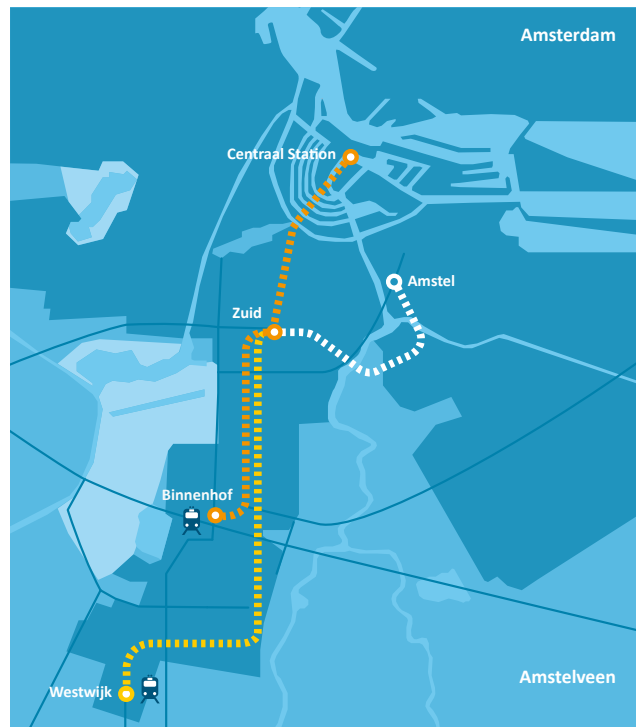 Amsterdam
Centraal Station
Amstel
Zuid
Binnenhof
Amstelveen
Westwijk